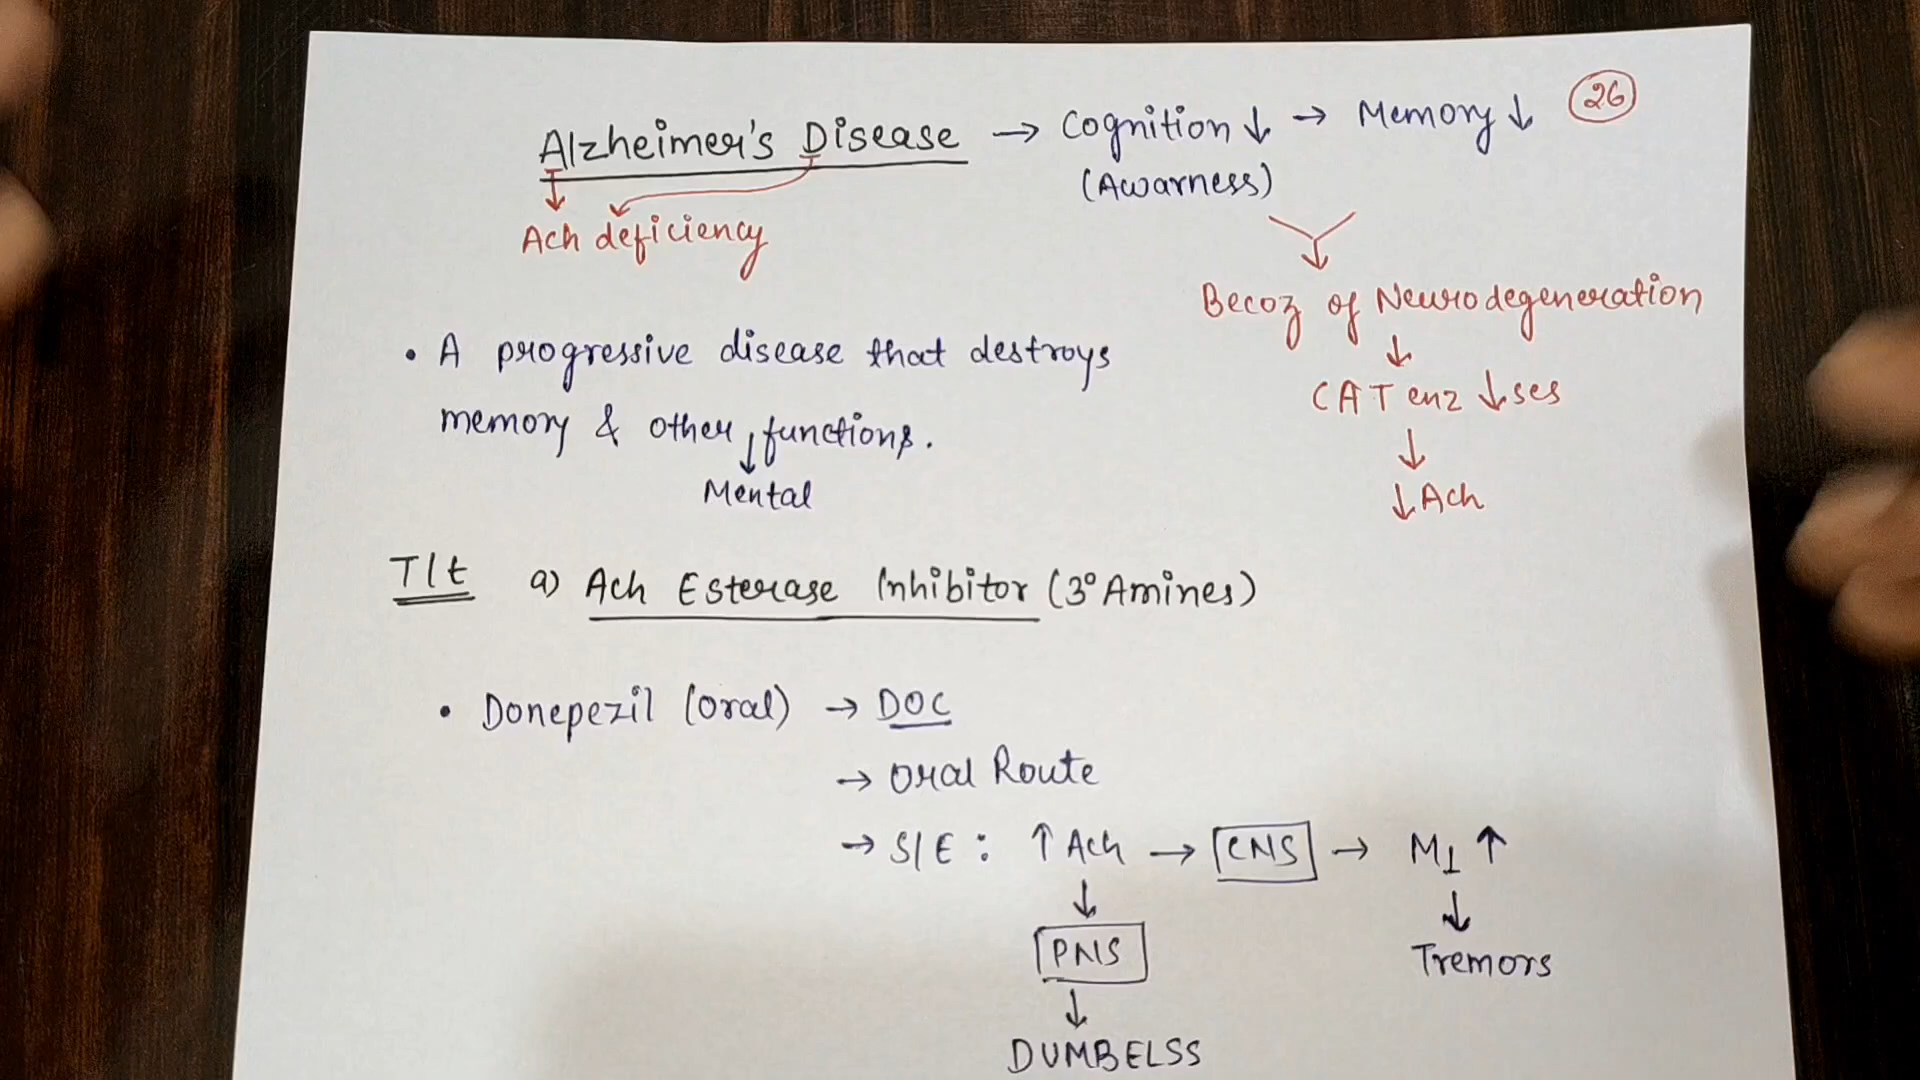 Alzheimer's Disease → Cognition ↓ → Memory ↓ 26
(Awarness)
Ach deficiency
Becoz of Neurodegeneration
↓
CAT enz ↓ses
↓
↓Ach
• A progressive disease that destroys
memory & other functions.
↓
Mental
T/t a) Ach Esterase Inhibitor (3° Amines)
• Donepezil (oral) → DOC
→ Oral Route
→ S/E : ↑ Ach → CNS → M1 ↑
↓ ↓
PNS Tremors
↓
DUMBELSS